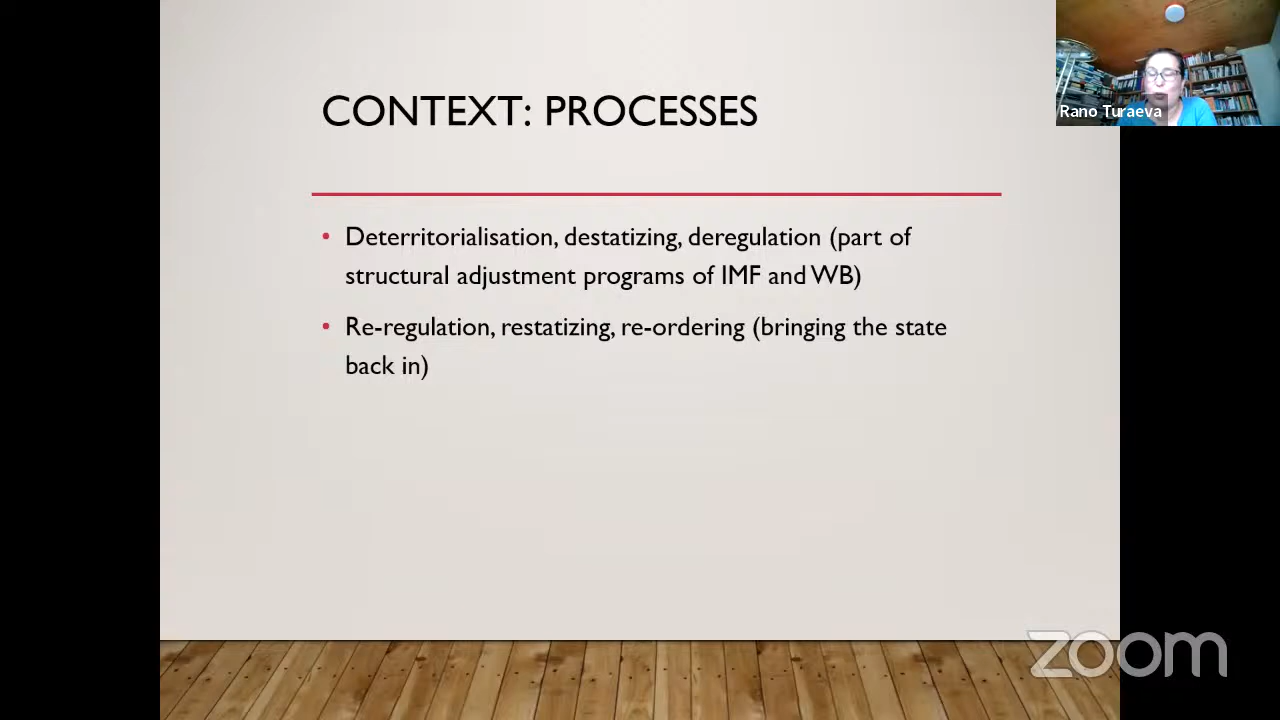 CONTEXT: PROCESSES
Rano Turaeva
• Deterritorialisation, destatizing, deregulation (part of
structural adjustment programs of IMF and WB)
• Re-regulation, restatizing, re-ordering (bringing the state
back in)
zoom